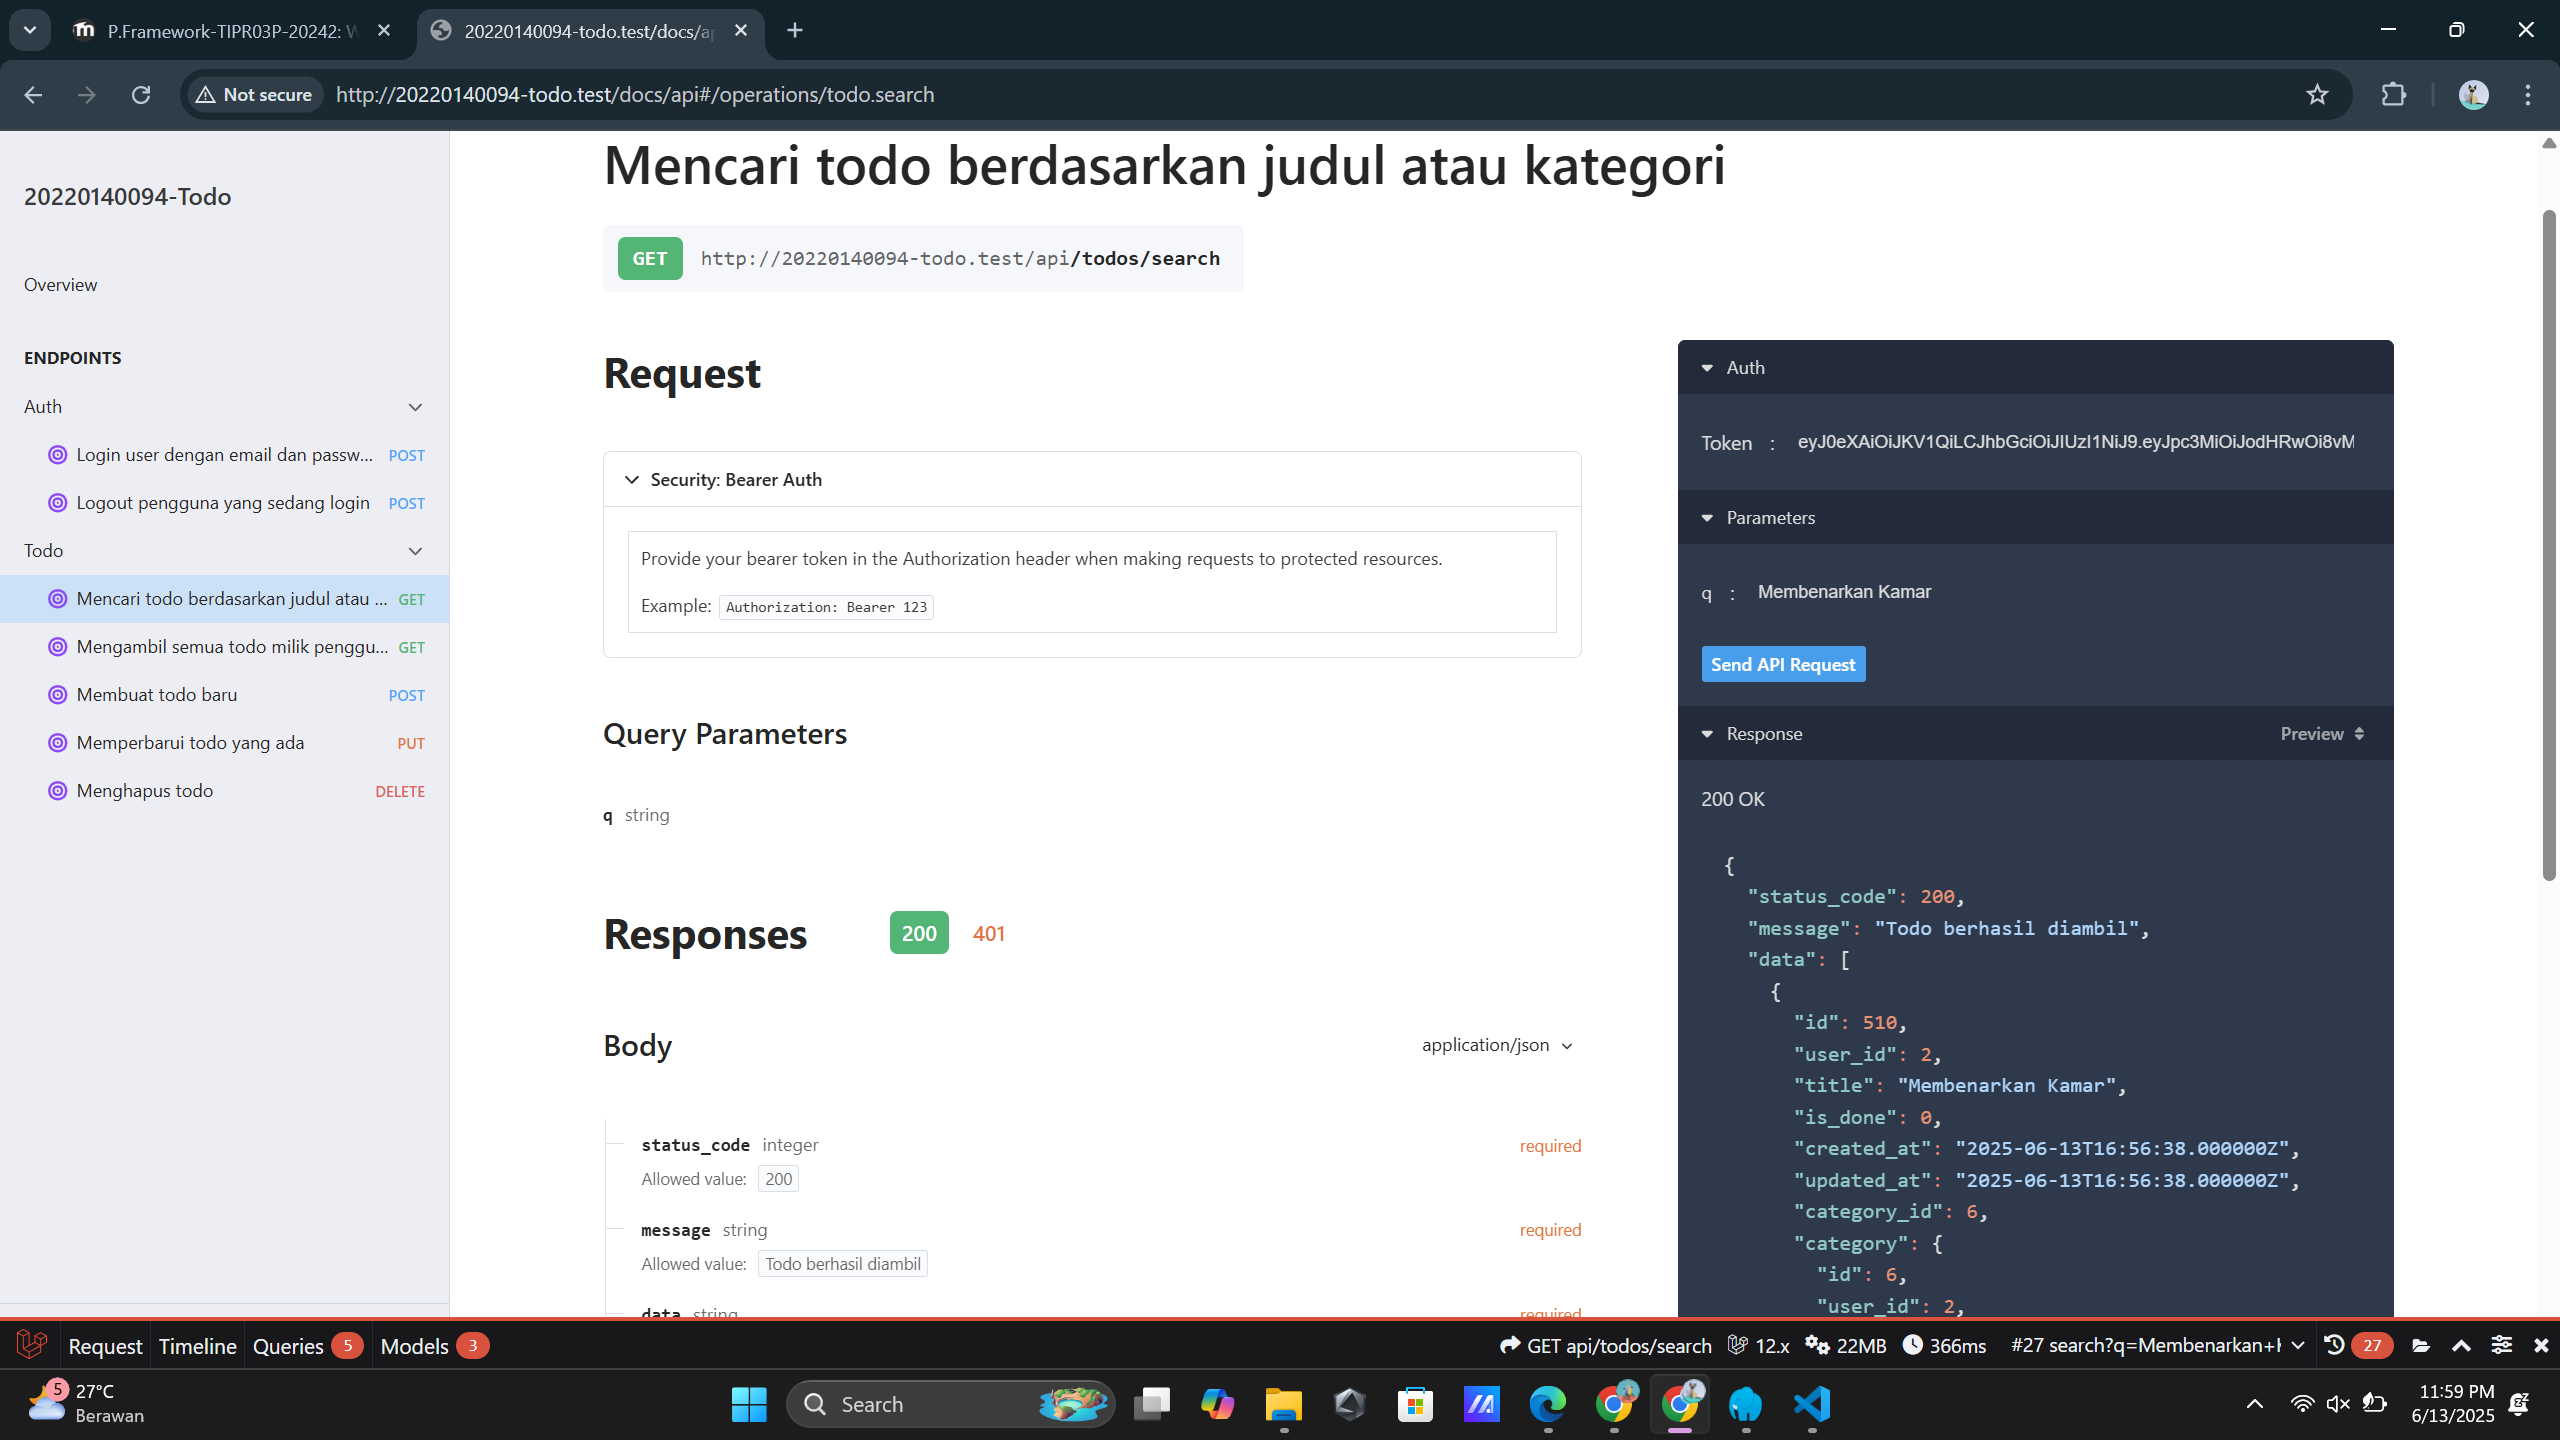 P.Framework-TIPR03P-20242: W
20220140094-todo.test/docs/ap
Not secure
http://20220140094-todo.test/docs/api#/operations/todo.search
20220140094-Todo
Overview
ENDPOINTS
Auth
Login user dengan email dan passw... POST
Logout pengguna yang sedang login POST
Todo
Mencari todo berdasarkan judul atau ... GET
Mengambil semua todo milik penggu... GET
Membuat todo baru POST
Memperbarui todo yang ada PUT
Menghapus todo DELETE
Mencari todo berdasarkan judul atau kategori
GET http://20220140094-todo.test/api/todos/search
Request
Security: Bearer Auth
Provide your bearer token in the Authorization header when making requests to protected resources.
Example: Authorization: Bearer 123
Query Parameters
q string
Responses 200 401
Body application/json
status_code integer required
Allowed value: 200
message string required
Allowed value: Todo berhasil diambil
data string required
Auth
Token : eyJ0eXAiOiJKV1QiLCJhbGciOiJIUzI1NiJ9.eyJpc3MiOiJodHRwOi8vM
Parameters
q : Membenarkan Kamar
Send API Request
Response Preview
200 OK
{
"status_code": 200,
"message": "Todo berhasil diambil",
"data": [
{
"id": 510,
"user_id": 2,
"title": "Membenarkan Kamar",
"is_done": 0,
"created_at": "2025-06-13T16:56:38.000000Z",
"updated_at": "2025-06-13T16:56:38.000000Z",
"category_id": 6,
"category": {
"id": 6,
"user_id": 2,
Request Timeline Queries 5 Models 3
GET api/todos/search 12.x 22MB 366ms #27 search?q=Membenarkan+K 27
5 27°C
Berawan
Search
11:59 PM
6/13/2025